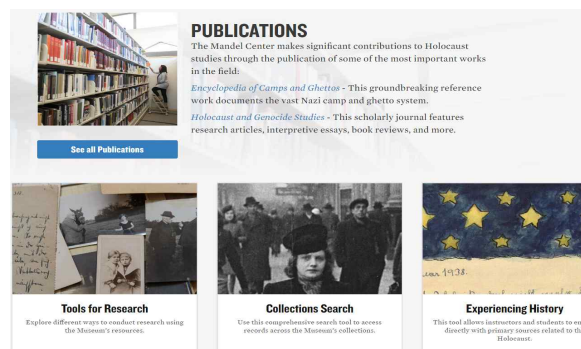 PUBLICATIONS
The Mandel Center makes significant contributions to Holocaust
studies through the publication of some of the most important works
in the field:
Encyclopedia of Camps and Ghettos - This groundbreaking reference
work documents the vast Nazi camp and ghetto system.
Holocaust and Genocide Studies - This scholarly journal features
research articles, interpretive essays, book reviews, and more.
See all Publications
uar 1938.
Tools for Research
Explore different ways to conduct research using
the Museum's resources.
Collections Search
Use this comprehensive search tool to access
records across the Museum's collections.
Experiencing History
This tool allows instructors and students to en
directly with primary sources related to th
Holocaust.